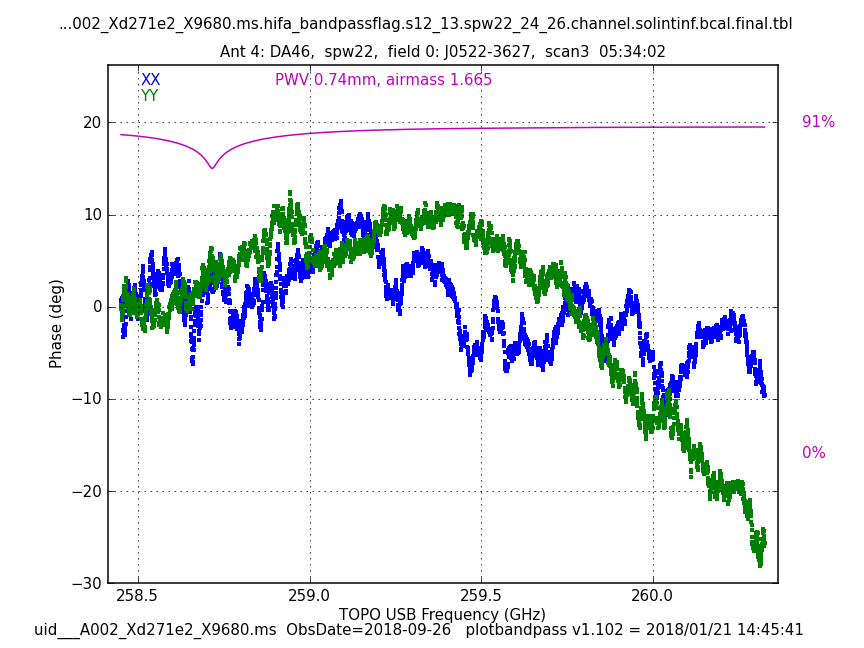 ...002_Xd271e2_X9680.ms.hifa_bandpassflag.s12_13.spw22_24_26.channel.solintinf.bcal.final.tbl
Ant 4: DA46,  spw22,  field 0: J0522-3627,  scan3  05:34:02
XX
PWV 0.74mm, airmass 1.665
YY
91%
0%
20
10
0
−10
−20
−30
Phase (deg)
258.5
259.0
259.5
260.0
TOPO USB Frequency (GHz)
uid___A002_Xd271e2_X9680.ms  ObsDate=2018-09-26   plotbandpass v1.102 = 2018/01/21 14:45:41